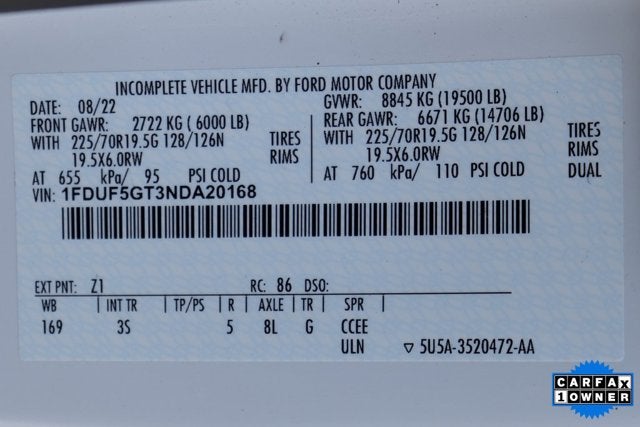 INCOMPLETE VEHICLE MFD. BY FORD MOTOR COMPANY
DATE: 08/22 GVWR: 8845 KG (19500 LB)
FRONT GAWR: 2722 KG ( 6000 LB) REAR GAWR: 6671 KG (14706 LB)
WITH 225/70R19.5G 128/126N TIRES WITH 225/70R19.5G 128/126N TIRES
19.5X6.0RW RIMS 19.5X6.0RW RIMS
AT 655 kPa/ 95 PSI COLD AT 760 kPa/ 110 PSI COLD DUAL
VIN: 1FDUF5GT3NDA20168
EXT PNT: Z1 RC: 86 DSO:
WB | INT TR | TP/PS | R | AXLE | TR | SPR
169 3S 5 8L G CCEE
ULN ▽ 5U5A-3520472-AA
CARFAX
1 OWNER